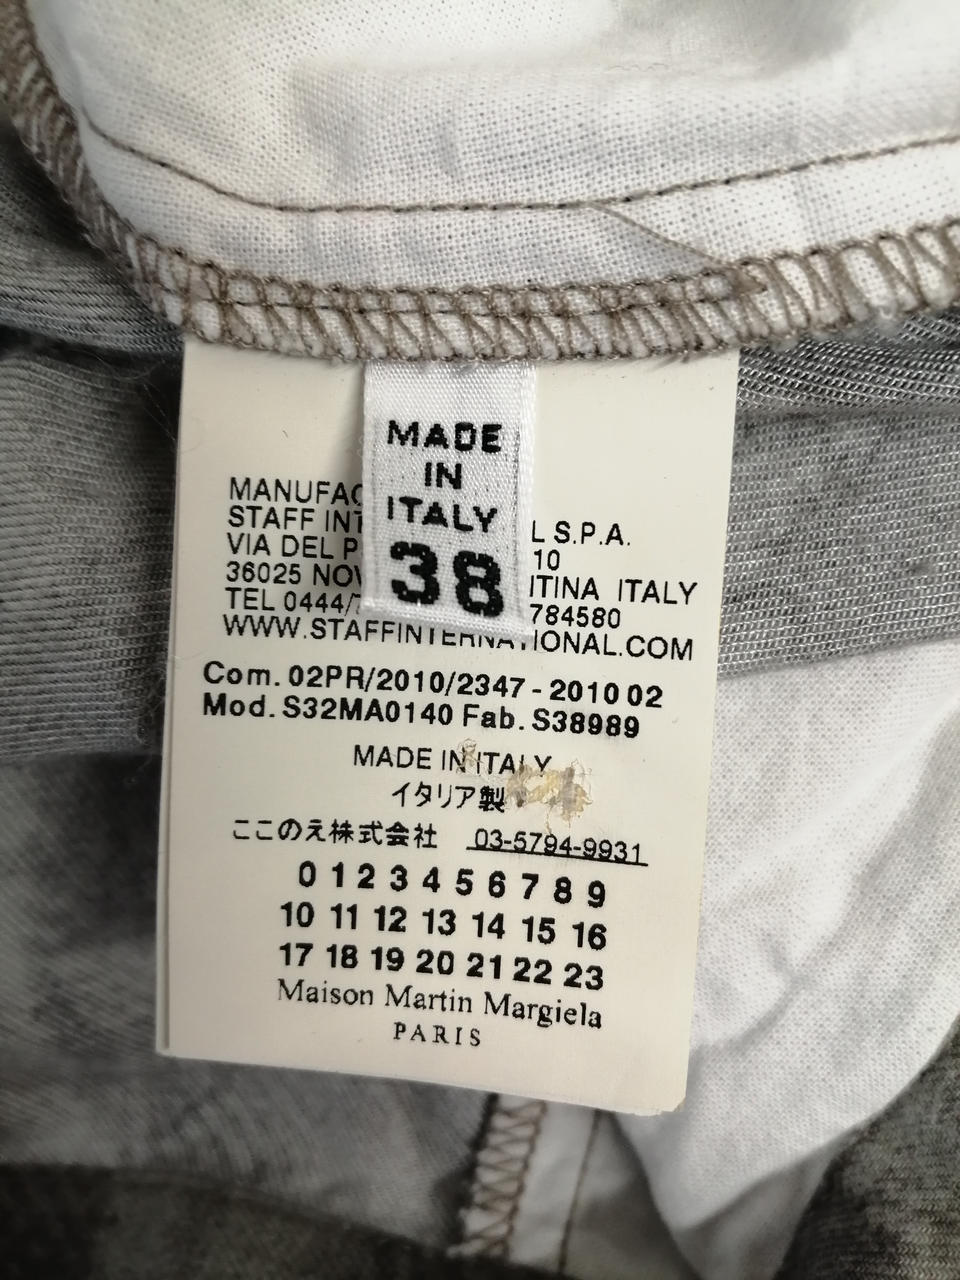 MADE
IN
ITALY
38
MANUFAC
STAFF INT L S.P.A.
VIA DEL P 10
36025 NOV NTINA ITALY
TEL 0444/7 784580
WWW.STAFFINTERNATIONAL.COM
Com. 02PR/2010/2347 - 2010 02
Mod. S32MA0140 Fab. S38989
MADE IN ITALY
イタリア製
ここのえ株式会社 03-5794-9931
0 1 2 3 4 5 6 7 8 9
10 11 12 13 14 15 16
17 18 19 20 21 22 23
Maison Martin Margiela
PARIS